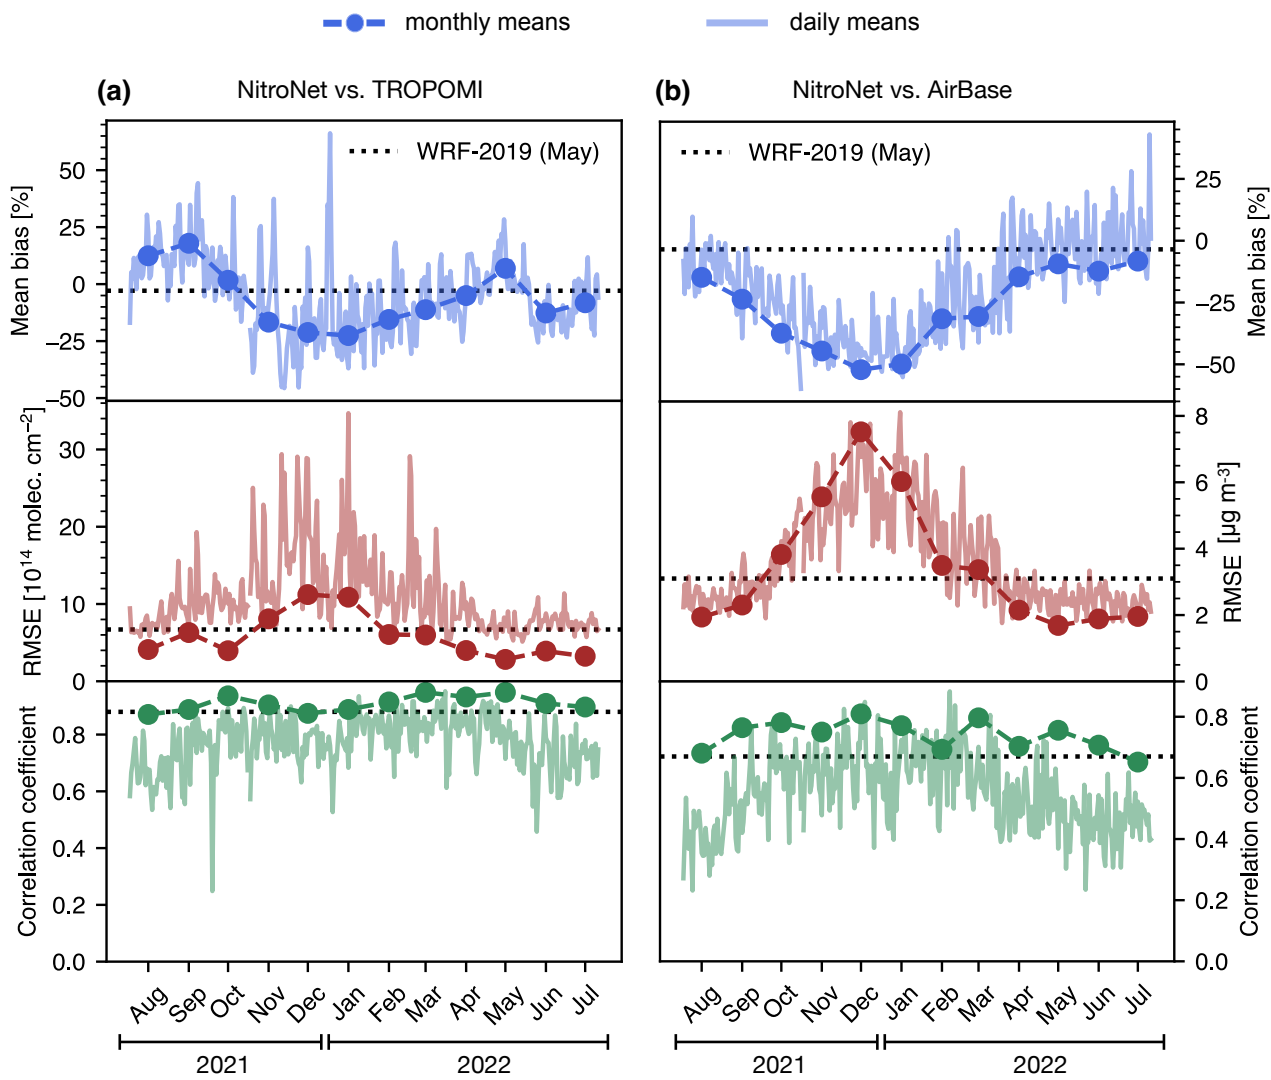 monthly means
daily means
(a)
NitroNet vs. TROPOMI
(b)
NitroNet vs. AirBase
WRF-2019 (May)
50
25
0
−25
−50
Mean bias [%]
WRF-2019 (May)
25
0
−25
−50
Mean bias [%]
30
20
10
0
RMSE [10¹⁴ molec. cm⁻²]
8
6
4
2
0
RMSE [µg m⁻³]
0.8
0.6
0.4
0.2
0.0
Correlation coefficient
0.8
0.6
0.4
0.2
0.0
Correlation coefficient
Aug Sep Oct Nov Dec Jan Feb Mar Apr May Jun Jul
2021 2022
Aug Sep Oct Nov Dec Jan Feb Mar Apr May Jun Jul
2021 2022